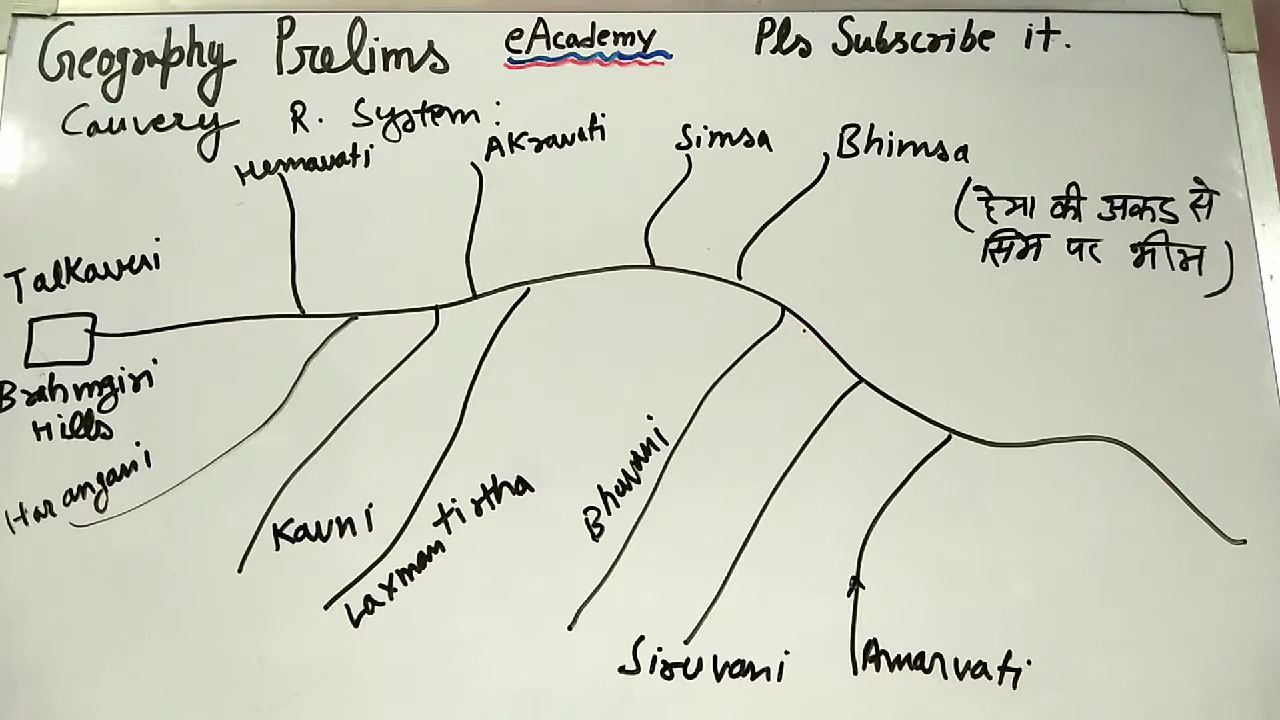 Geography Prelims eAcademy Pls Subscribe it.
Cauvery R. System:
Hemavati
AKravati
Simsa
Bhimsa
(हेमा की अकड से
सिम पर भीम)
Talkaveri
Brahmgiri
Hills
Harangani
Kavni
Laxmantirtha
Bhavani
Siruvani
Amarvati